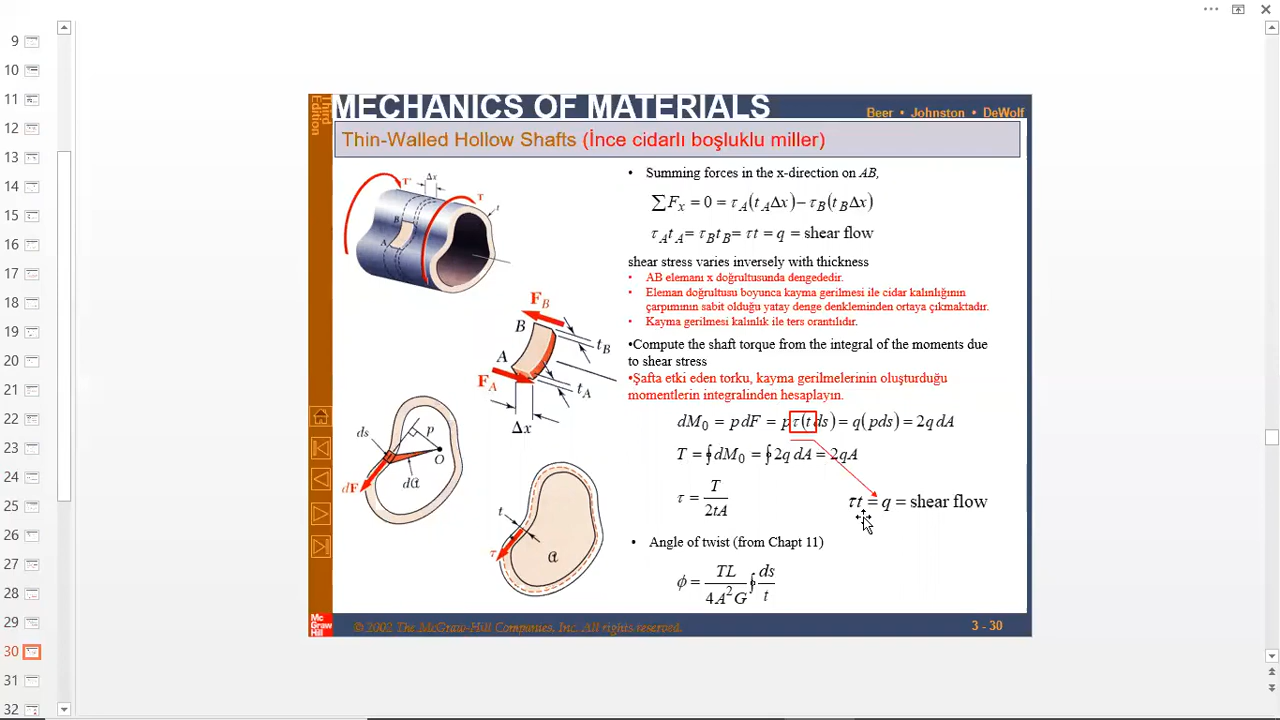 9
10
11
12
13
14
15
16
17
18
19
20
21
22
23
24
25
26
27
28
29
30
31
32
Third
Edition
MECHANICS OF MATERIALS
Beer • Johnston • DeWolf
Thin-Walled Hollow Shafts (İnce cidarlı boşluklu miller)
T' Δx T t
B
A
F_B
B
t_B
A
F_A
t_A
Δx
ds p O
dF dα
t
τ α
• Summing forces in the x-direction on AB,
∑F_x = 0 = τ_A(t_AΔx) − τ_B(t_BΔx)
τ_A t_A = τ_B t_B = τt = q = shear flow
shear stress varies inversely with thickness
• AB elemanı x doğrultusunda dengededir.
• Eleman doğrultusu boyunca kayma gerilmesi ile cidar kalınlığının
çarpımının sabit olduğu yatay denge denkleminden ortaya çıkmaktadır.
• Kayma gerilmesi kalınlık ile ters orantılıdır.
•Compute the shaft torque from the integral of the moments due
to shear stress
•Şafta etki eden torku, kayma gerilmelerinin oluşturduğu
momentlerin integralinden hesaplayın.
dM_0 = p dF = pτ(t ds) = q(pds) = 2q dA
T = ∮dM_0 = ∮2q dA = 2qA
τ = T/2tA
τt = q = shear flow
• Angle of twist (from Chapt 11)
φ = TL/4A²G ∮ ds/t
Mc
Graw
Hill
© 2002 The McGraw-Hill Companies, Inc. All rights reserved.
3 - 30